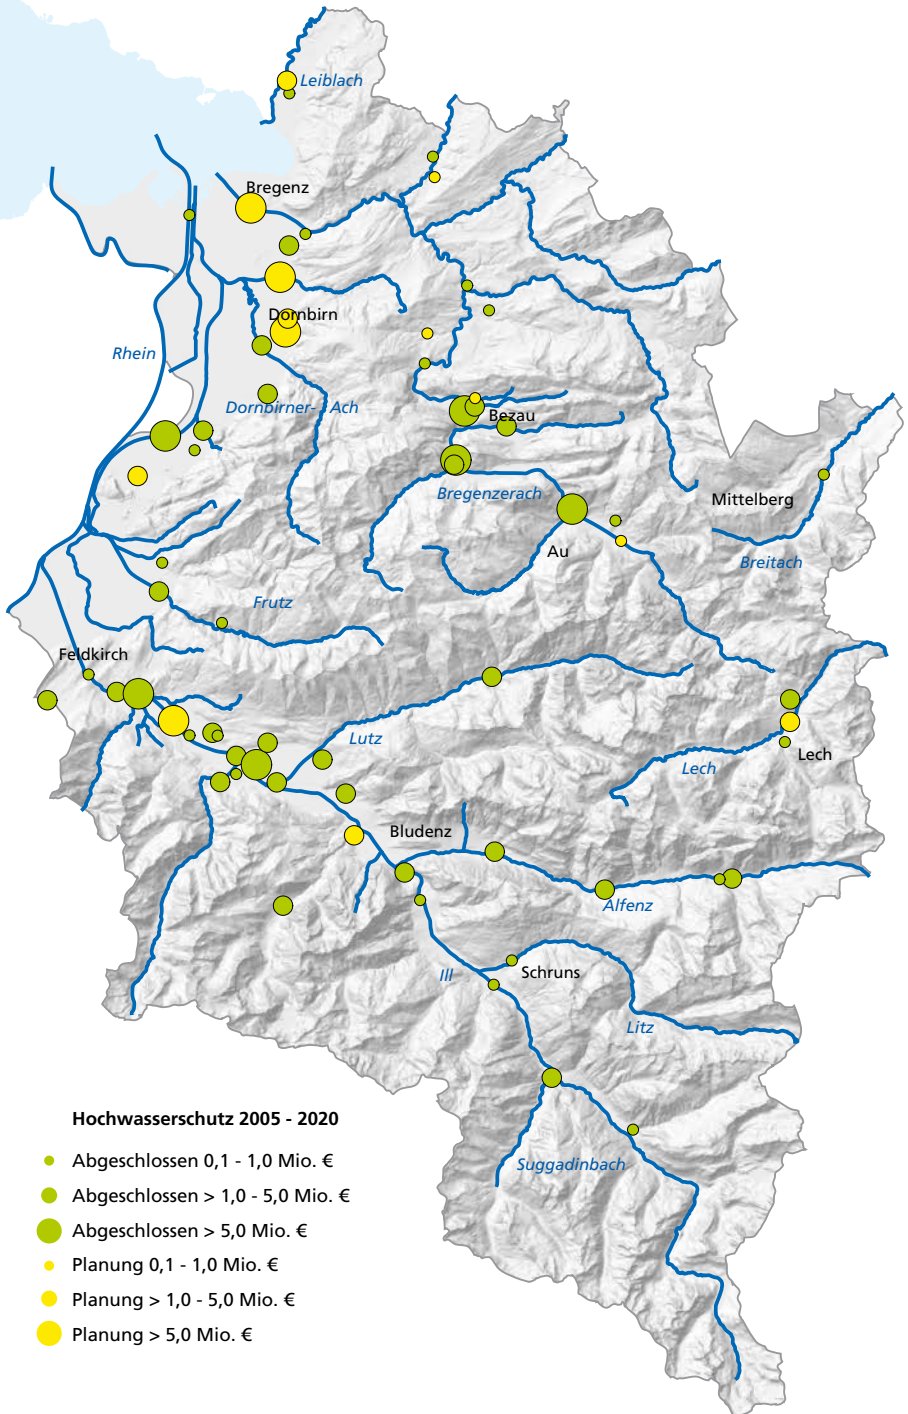 Leiblach
Bregenz
Dornbirn
Rhein
Dornbirner- Ach
Bezau
Bregenzerach
Mittelberg
Au
Breitach
Frutz
Feldkirch
Lutz
Lech
Lech
Bludenz
Alfenz
Ill
Schruns
Litz
Suggadinbach
Hochwasserschutz 2005 - 2020
Abgeschlossen 0,1 - 1,0 Mio. €
Abgeschlossen > 1,0 - 5,0 Mio. €
Abgeschlossen > 5,0 Mio. €
Planung 0,1 - 1,0 Mio. €
Planung > 1,0 - 5,0 Mio. €
Planung > 5,0 Mio. €